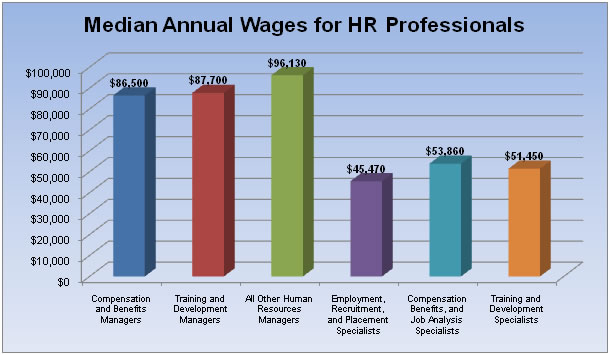 Median Annual Wages for HR Professionals
$100,000
$90,000
$80,000
$70,000
$60,000
$50,000
$40,000
$30,000
$20,000
$10,000
$0
$86,500
$87,700
$96,130
$45,470
$53,860
$51,450
Compensation
and Benefits
Managers
Training and
Development
Managers
All Other Human
Resources
Managers
Employment,
Recruitment,
and Placement
Specialists
Compensation
Benefits, and
Job Analysis
Specialists
Training and
Development
Specialists